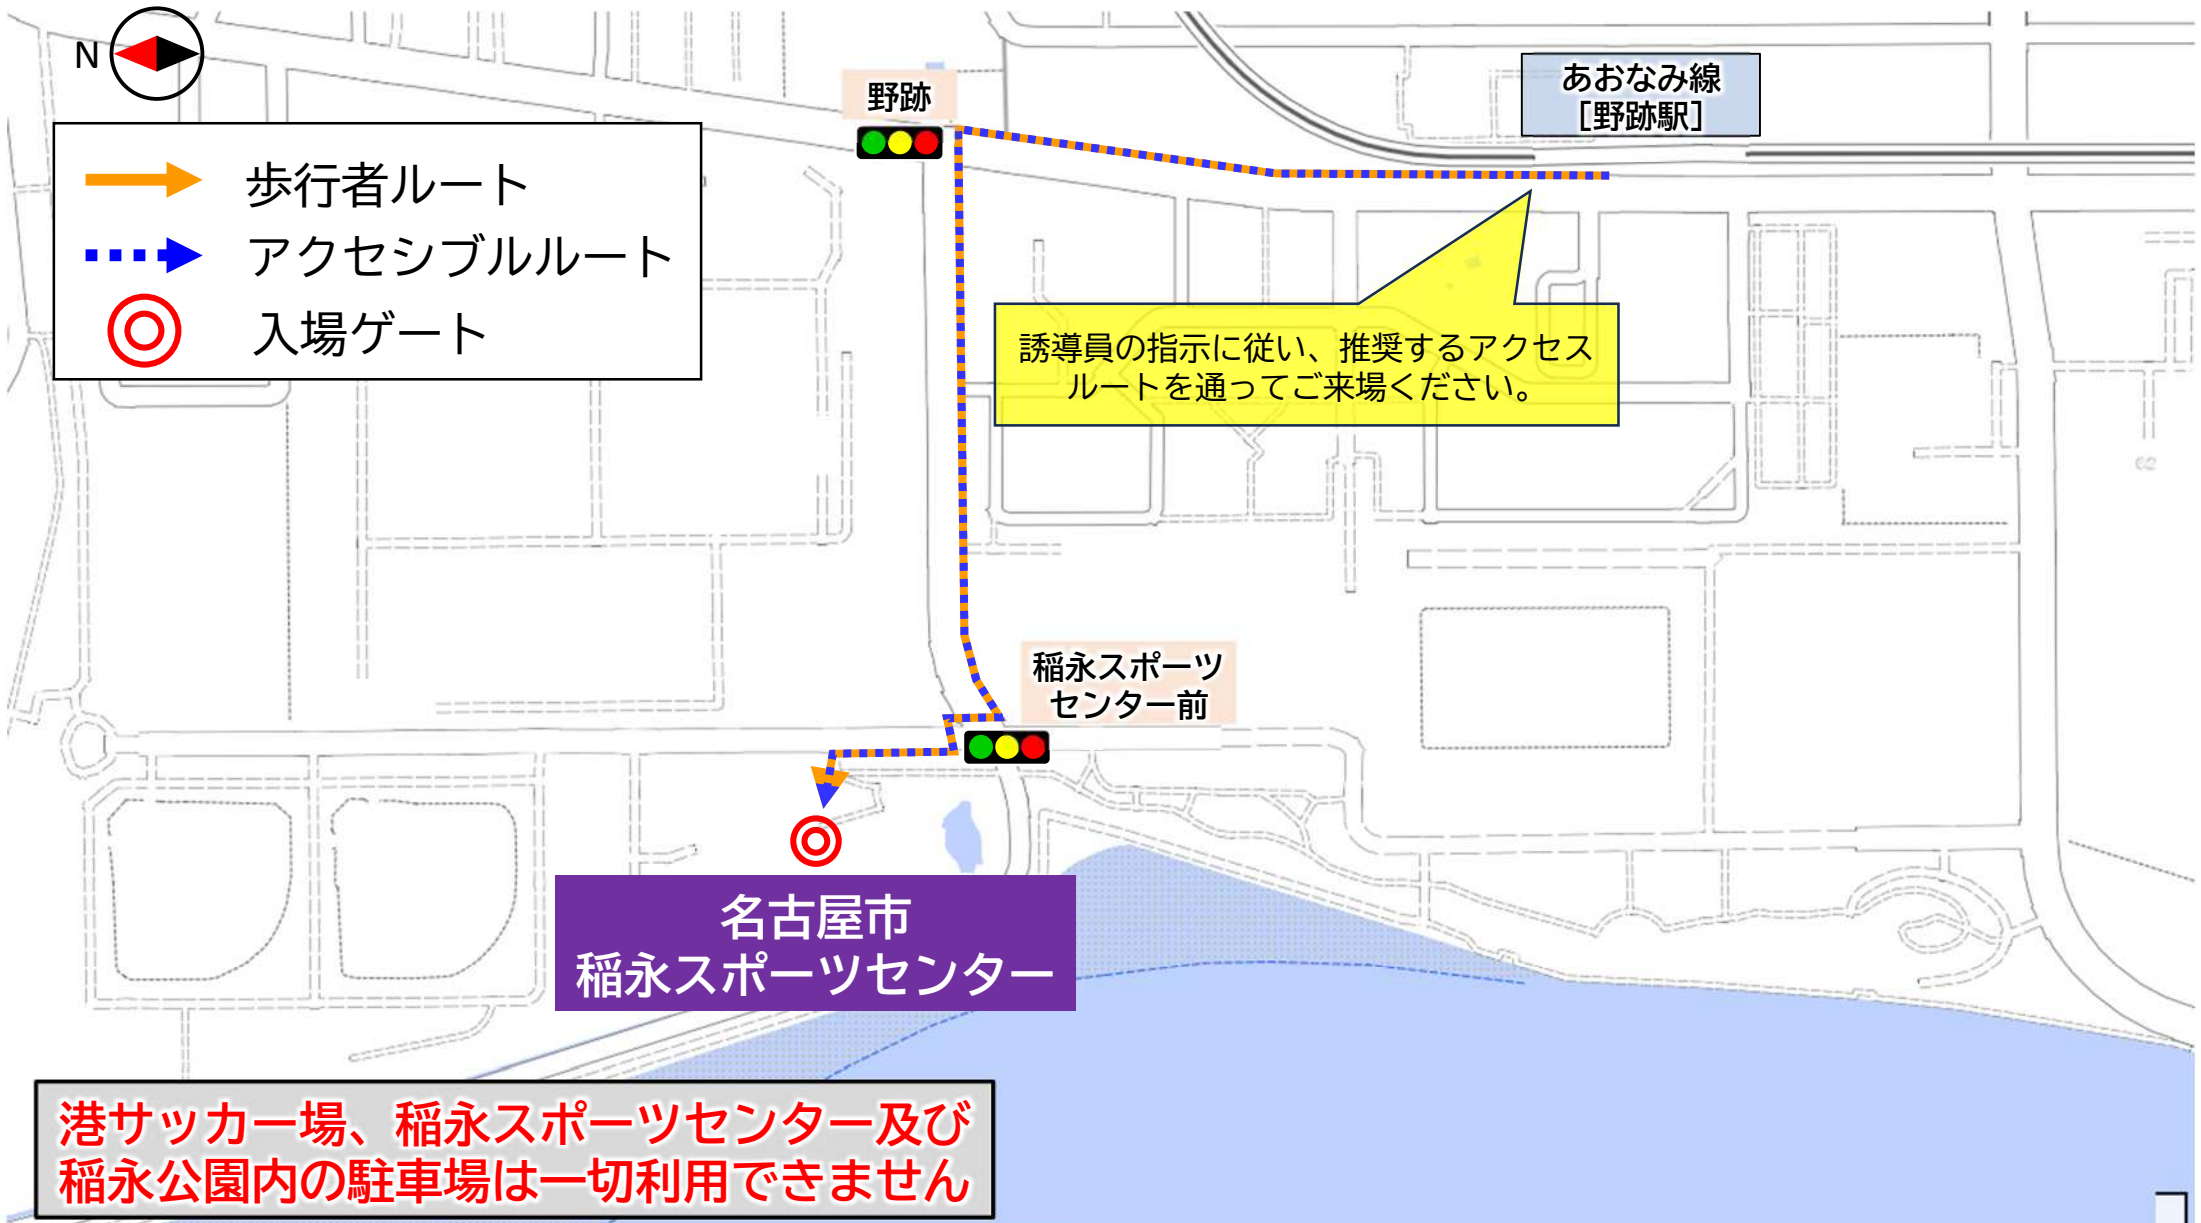 N
野跡
あおなみ線
[野跡駅]
歩行者ルート
アクセシブルルート
入場ゲート
誘導員の指示に従い、推奨するアクセス
ルートを通ってご来場ください。
稲永スポーツ
センター前
名古屋市
稲永スポーツセンター
港サッカー場、稲永スポーツセンター及び
稲永公園内の駐車場は一切利用できません